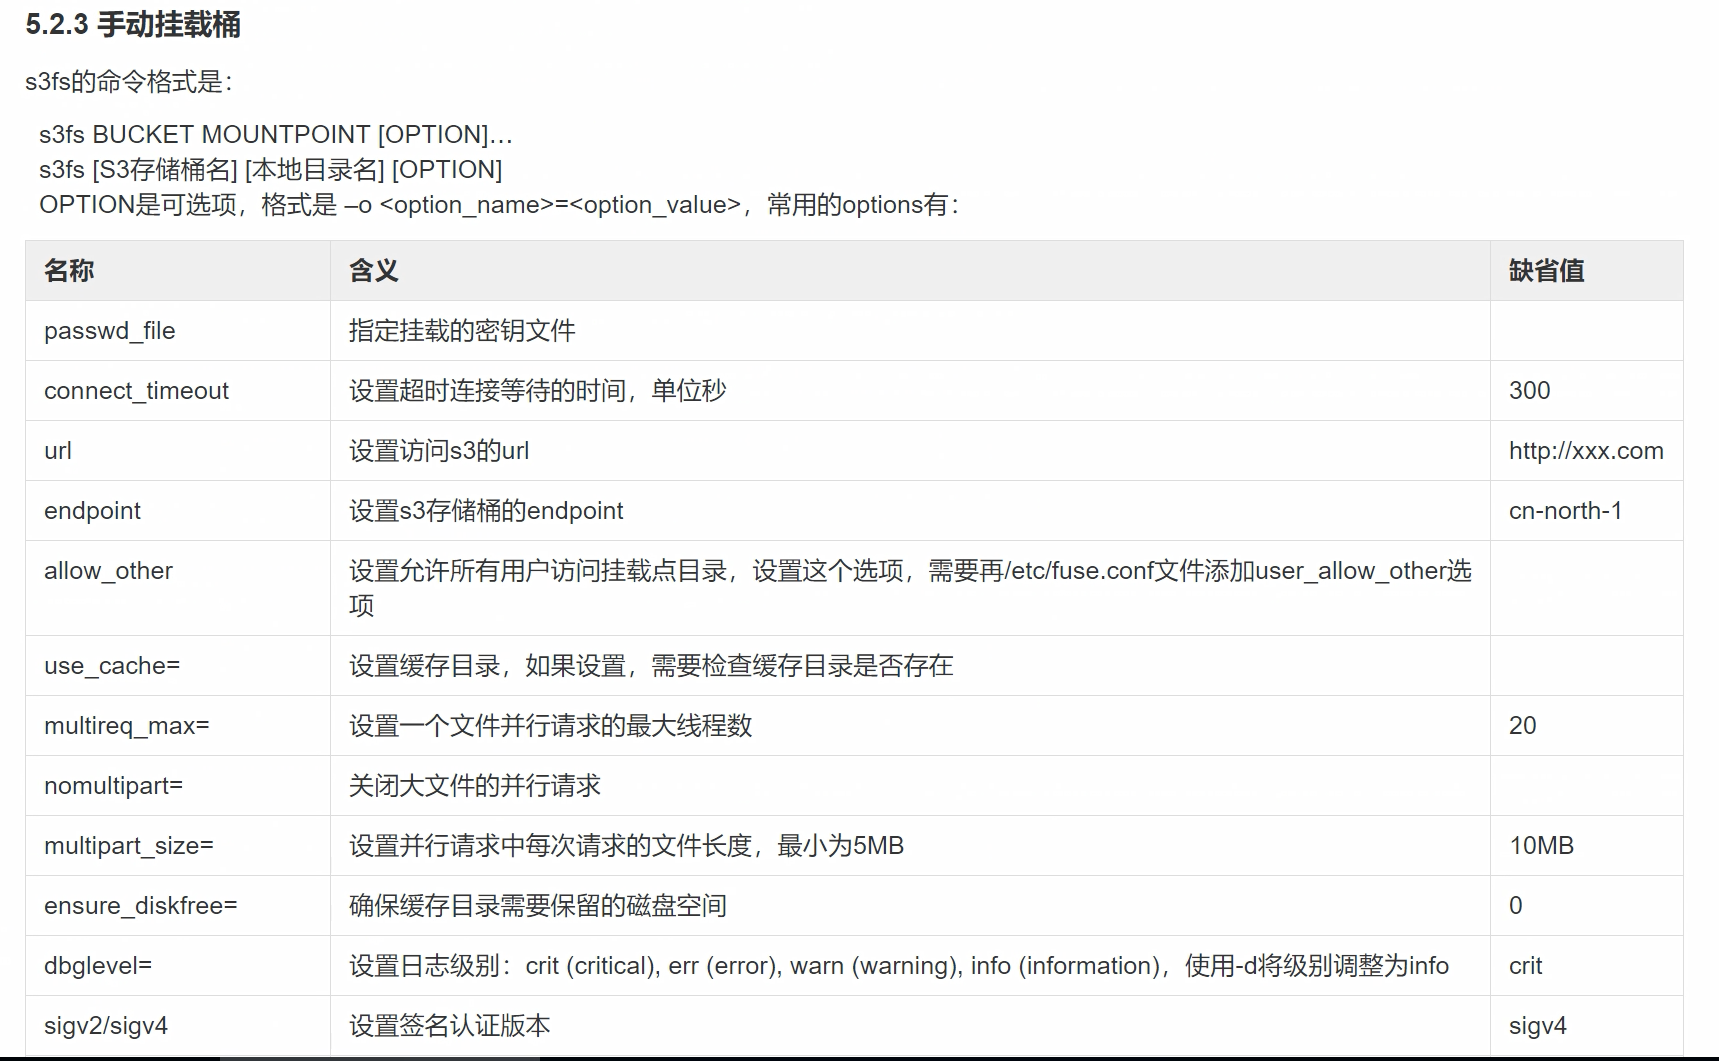 5.2.3 手动挂载桶
s3fs的命令格式是：
s3fs BUCKET MOUNTPOINT [OPTION]…
s3fs [S3存储桶名] [本地目录名] [OPTION]
OPTION是可选项，格式是 –o <option_name>=<option_value>，常用的options有：
名称 含义 缺省值
passwd_file 指定挂载的密钥文件
connect_timeout 设置超时连接等待的时间，单位秒 300
url 设置访问s3的url http://xxx.com
endpoint 设置s3存储桶的endpoint cn-north-1
allow_other 设置允许所有用户访问挂载点目录，设置这个选项，需要再/etc/fuse.conf文件添加user_allow_other选
项
use_cache= 设置缓存目录，如果设置，需要检查缓存目录是否存在
multireq_max= 设置一个文件并行请求的最大线程数 20
nomultipart= 关闭大文件的并行请求
multipart_size= 设置并行请求中每次请求的文件长度，最小为5MB 10MB
ensure_diskfree= 确保缓存目录需要保留的磁盘空间 0
dbglevel= 设置日志级别：crit (critical), err (error), warn (warning), info (information)，使用-d将级别调整为info crit
sigv2/sigv4 设置签名认证版本 sigv4